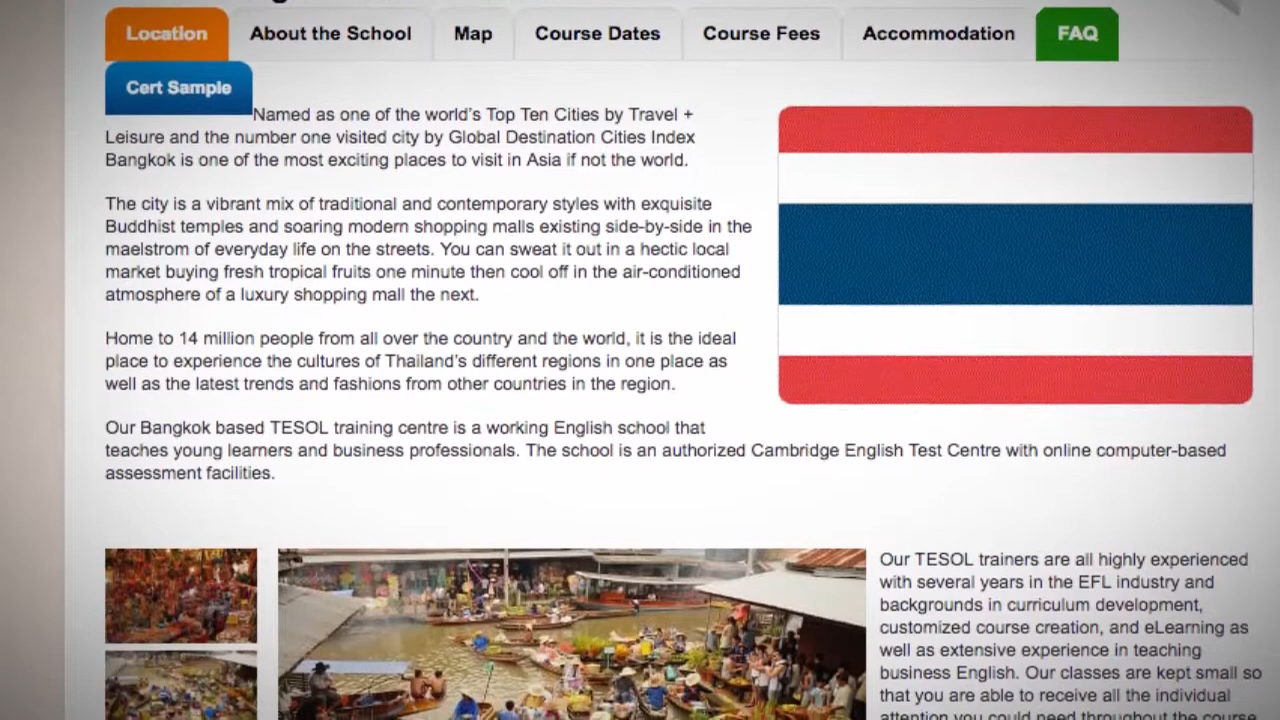 Location
About the School
Map
Course Dates
Course Fees
Accommodation
FAQ
Cert Sample
Named as one of the world's Top Ten Cities by Travel +
Leisure and the number one visited city by Global Destination Cities Index
Bangkok is one of the most exciting places to visit in Asia if not the world.
The city is a vibrant mix of traditional and contemporary styles with exquisite
Buddhist temples and soaring modern shopping malls existing side-by-side in the
maelstrom of everyday life on the streets. You can sweat it out in a hectic local
market buying fresh tropical fruits one minute then cool off in the air-conditioned
atmosphere of a luxury shopping mall the next.
Home to 14 million people from all over the country and the world, it is the ideal
place to experience the cultures of Thailand's different regions in one place as
well as the latest trends and fashions from other countries in the region.
Our Bangkok based TESOL training centre is a working English school that
teaches young learners and business professionals. The school is an authorized Cambridge English Test Centre with online computer-based
assessment facilities.
Our TESOL trainers are all highly experienced
with several years in the EFL industry and
backgrounds in curriculum development,
customized course creation, and eLearning as
well as extensive experience in teaching
business English. Our classes are kept small so
that you are able to receive all the individual
attention you could need throughout the course